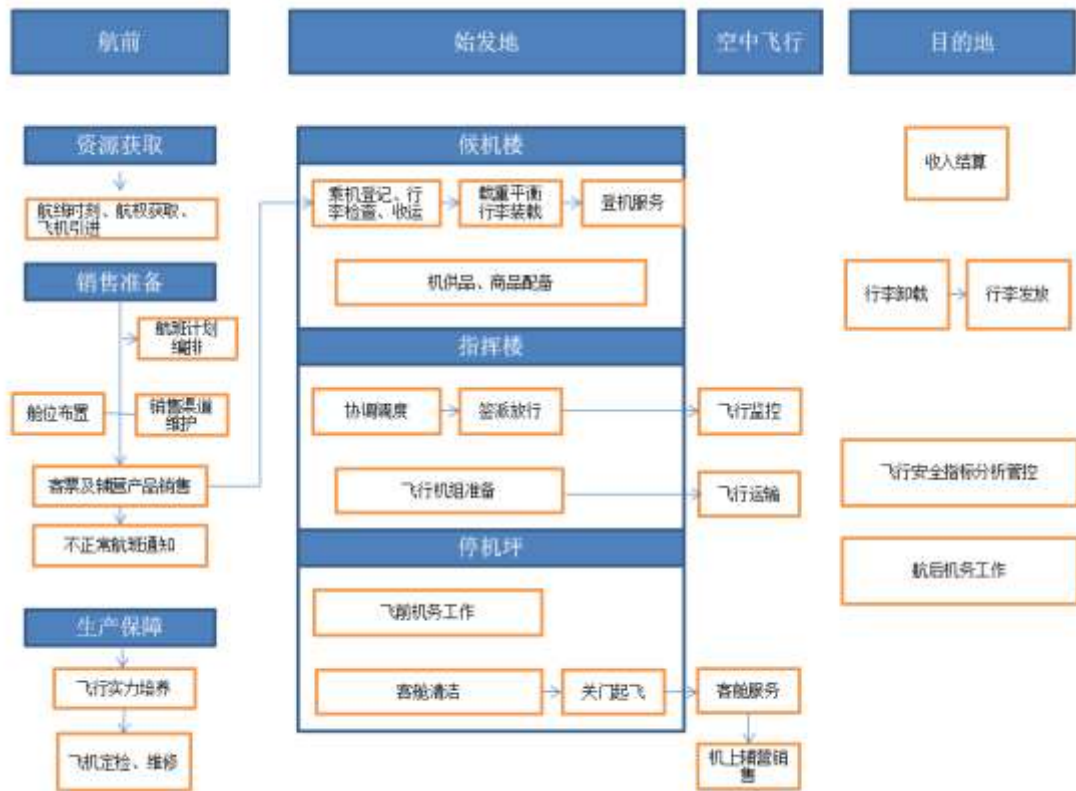 航前
始发地
空中飞行
目的地
资源获取
航线时刻、航权获取、
飞机引进
销售准备
航班计划
编排
舱位布置
销售渠道
维护
客票及辅营产品销售
不正常航班通知
生产保障
飞行实力培养
飞机定检、维修
候机楼
乘机登记、行
李检查、收运
载重平衡
行李装载
登机服务
机供品、商品配备
指挥楼
协调调度
签派放行
飞行机组准备
停机坪
飞前机务工作
客舱清洁
关门起飞
飞行监控
飞行运输
客舱服务
机上辅营销
售
收入结算
行李卸载
行李发放
飞行安全指标分析管控
航后机务工作